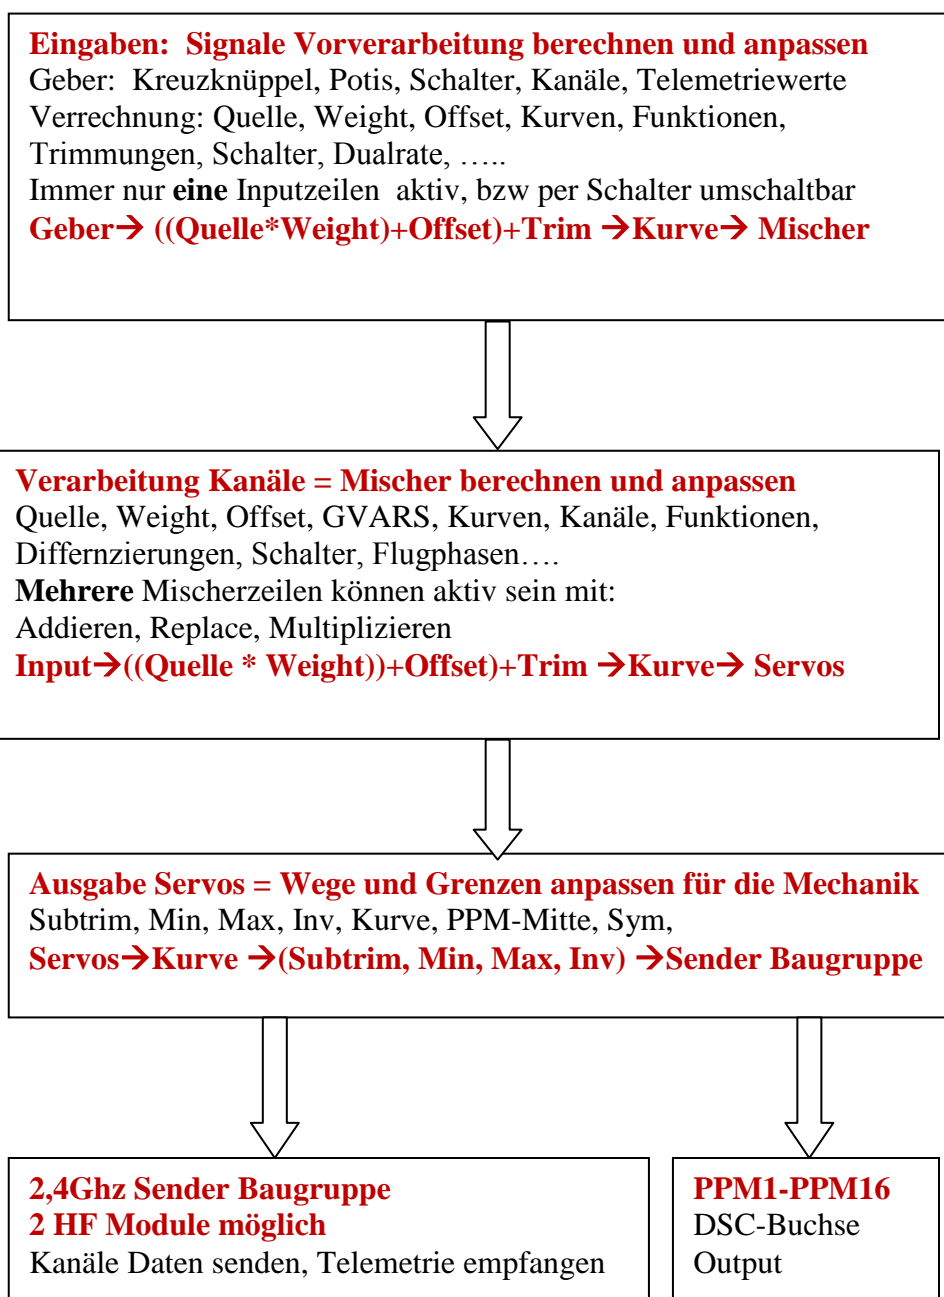 Eingaben:  Signale Vorverarbeitung berechnen und anpassen
Geber:  Kreuzknüppel, Potis, Schalter, Kanäle, Telemetriewerte
Verrechnung: Quelle, Weight, Offset, Kurven, Funktionen,
Trimmungen, Schalter, Dualrate, …..
Immer nur eine Inputzeilen  aktiv, bzw per Schalter umschaltbar
Geber→ ((Quelle*Weight)+Offset)+Trim →Kurve→ Mischer
Verarbeitung Kanäle = Mischer berechnen und anpassen
Quelle, Weight, Offset, GVARS, Kurven, Kanäle, Funktionen,
Differnzierungen, Schalter, Flugphasen….
Mehrere Mischerzeilen können aktiv sein mit:
Addieren, Replace, Multiplizieren
Input→((Quelle * Weight))+Offset)+Trim →Kurve→ Servos
Ausgabe Servos = Wege und Grenzen anpassen für die Mechanik
Subtrim, Min, Max, Inv, Kurve, PPM-Mitte, Sym,
Servos→Kurve →(Subtrim, Min, Max, Inv) →Sender Baugruppe
2,4Ghz Sender Baugruppe
2 HF Module möglich
Kanäle Daten senden, Telemetrie empfangen
PPM1-PPM16
DSC-Buchse
Output